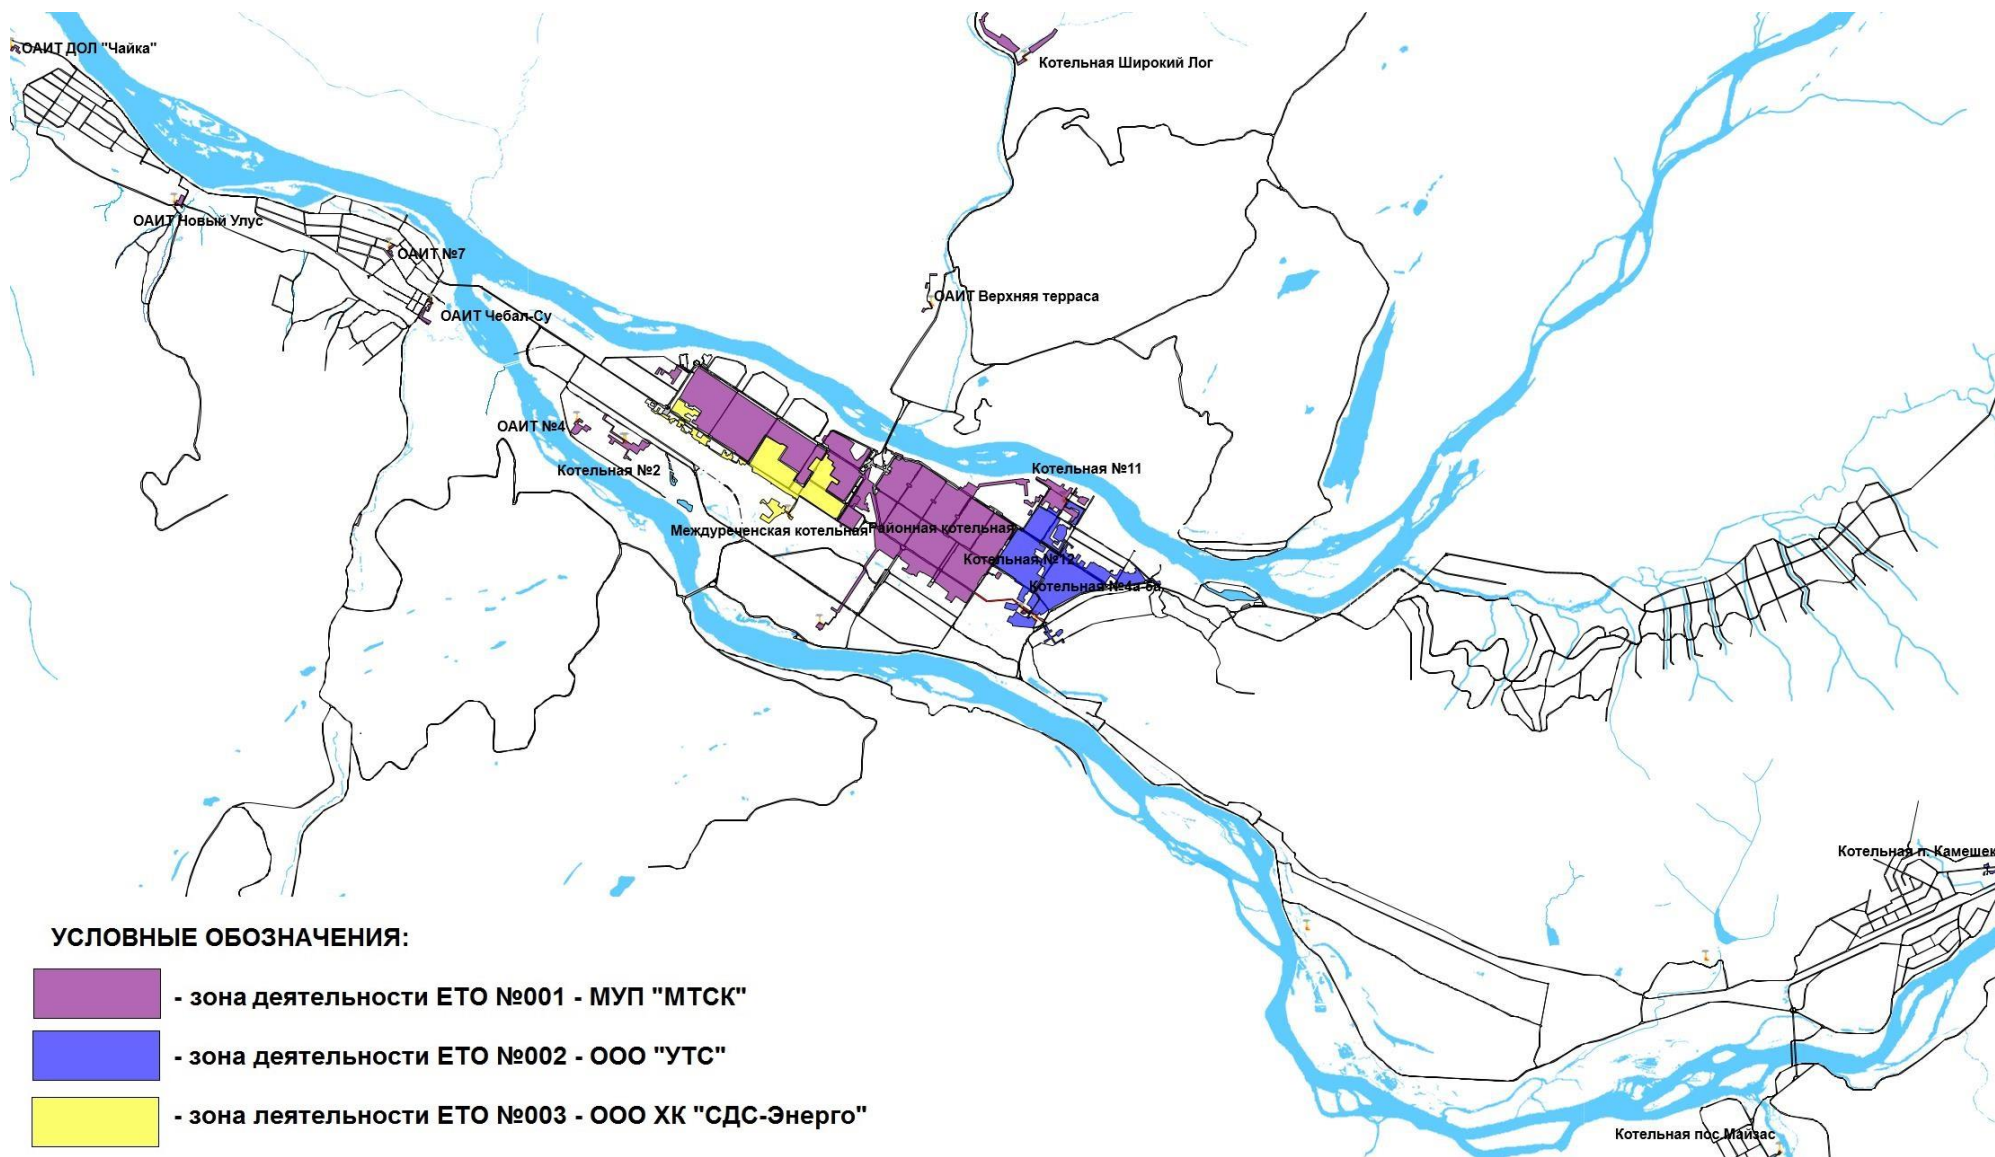 ОАИТ ДОЛ "Чайка"
Котельная Широкий Лог
ОАИТ Новый Улус
ОАИТ №7
ОАИТ Верхняя терраса
ОАИТ Чебал-Су
ОАИТ №4
Котельная №2
Котельная №11
Междуреченская котельная
Районная котельная
Котельная №12
Котельная №4а-5а
Котельная п. Камешек
УСЛОВНЫЕ ОБОЗНАЧЕНИЯ:
- зона деятельности ЕТО №001 - МУП "МТСК"
- зона деятельности ЕТО №002 - ООО "УТС"
- зона леятельности ЕТО №003 - ООО ХК "СДС-Энерго"
Котельная пос Майзас